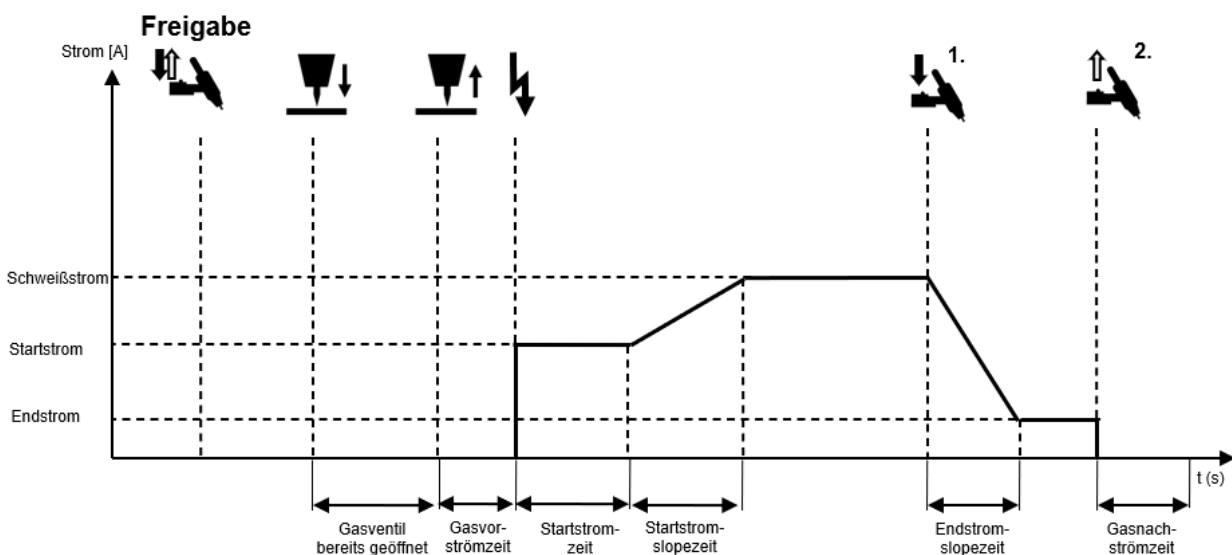 Freigabe
Strom [A]
1.
2.
Schweißstrom
Startstrom
Endstrom
t (s)
Gasventil
bereits geöffnet
Gasvor-
strömzeit
Startstrom-
zeit
Startstrom-
slopezeit
Endstrom-
slopezeit
Gasnach-
strömzeit